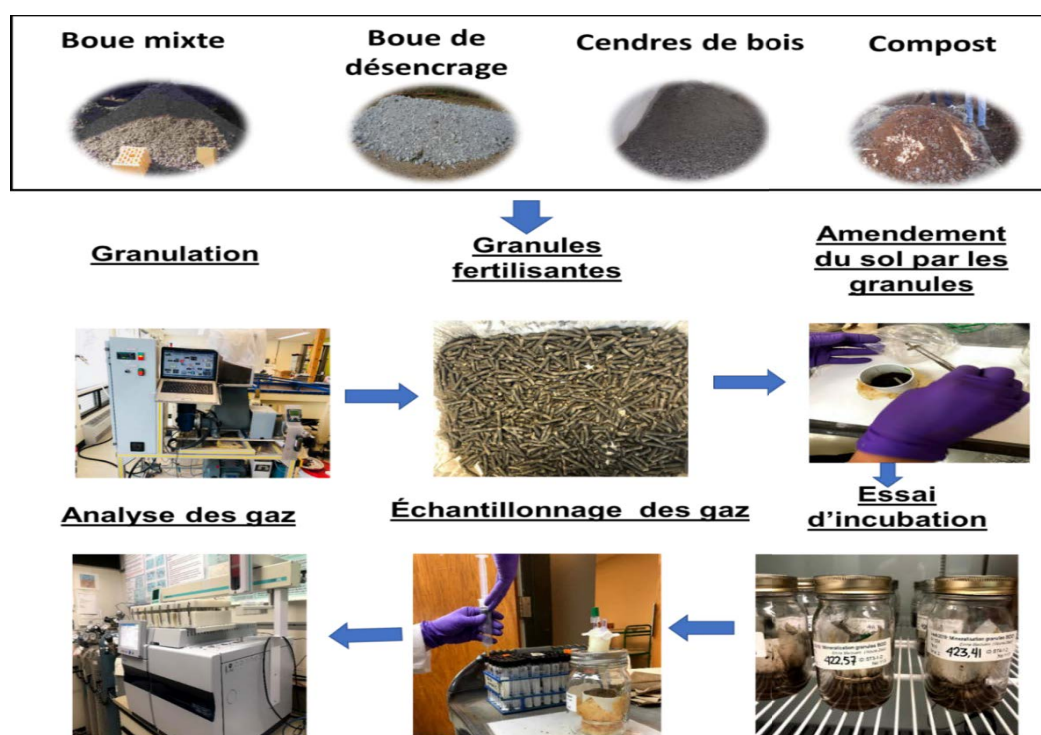 Boue mixte
Boue de
désencrage
Cendres de bois
Compost
Granulation
Granules
fertilisantes
Amendement
du sol par les
granules
Analyse des gaz
Échantillonnage des gaz
Essai
d'incubation
422,57
423,41